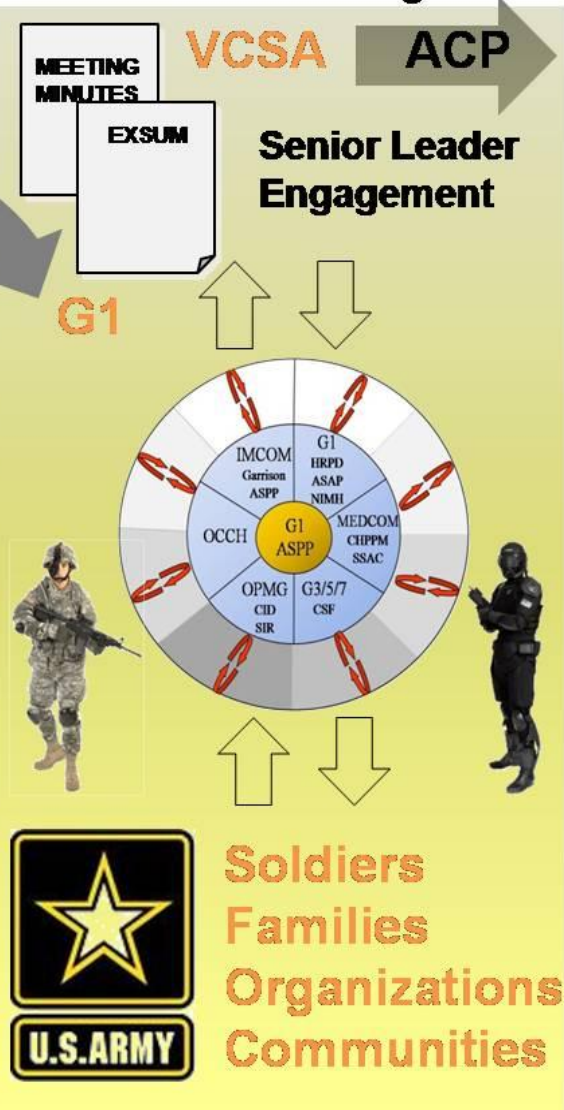 VCSA
ACP
MEETING
MINUTES
EXSUM
Senior Leader
Engagement
G1
IMCOM
Garrison
ASPP
G1
HRPD
ASAP
NIMH
OCCH
G1
ASPP
MEDCOM
CHPPM
SSAC
OPMG
CID
SIR
G3/5/7
CSF
Soldiers
Families
Organizations
Communities
U.S.ARMY